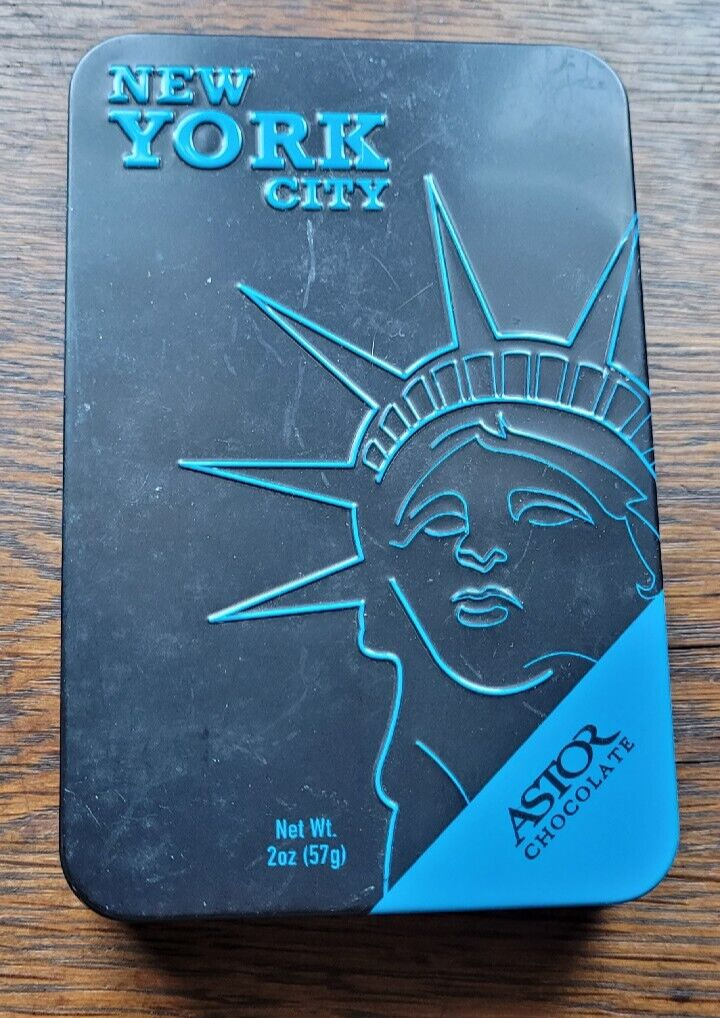 NEW
YORK
CITY
Net Wt.
2oz (57g)
ASTOR
CHOCOLATE